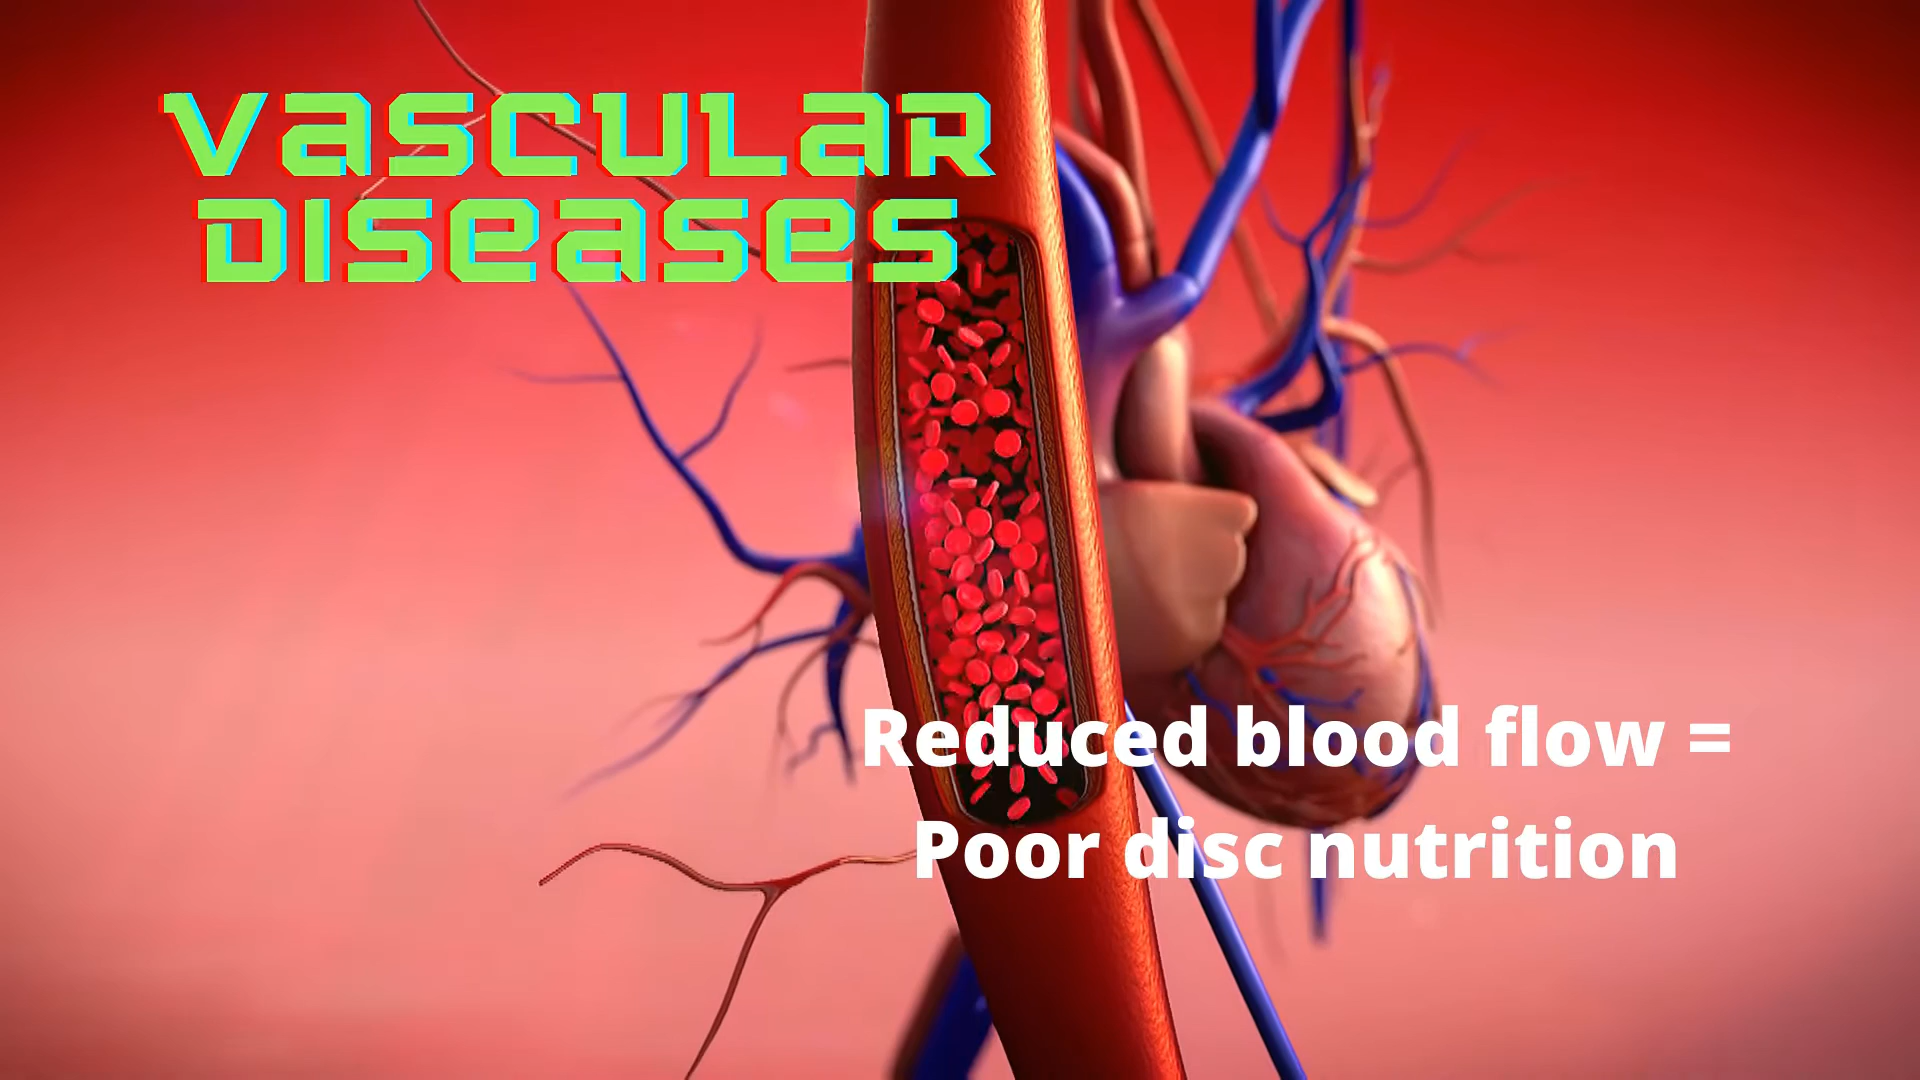 VaSCULaR
DISeaSeS
Reduced blood flow =
Poor disc nutrition